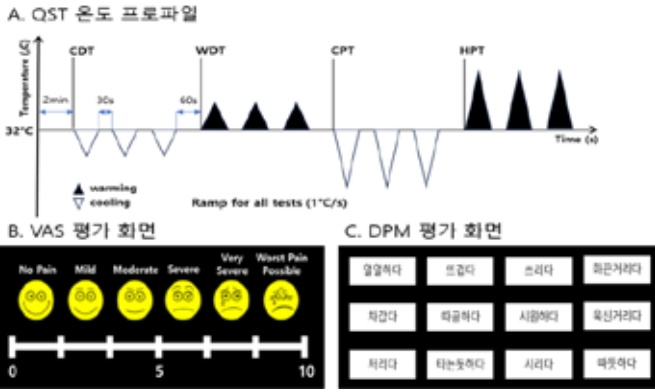 A. QST 온도 프로파일
Temperature (℃)
CDT
WDT
CPT
HPT
2min
30s
60s
32°C
Time (s)
warming
cooling
Ramp for all tests (1°C/s)
B. VAS 평가 화면
No Pain
Mild
Moderate
Severe
Very Severe
Worst Pain Possible
0
5
10
C. DPM 평가 화면
얼얼하다
뜨겁다
쓰리다
화끈거리다
차갑다
따끔하다
시원하다
욱신거리다
저리다
타는듯하다
시리다
따뜻하다